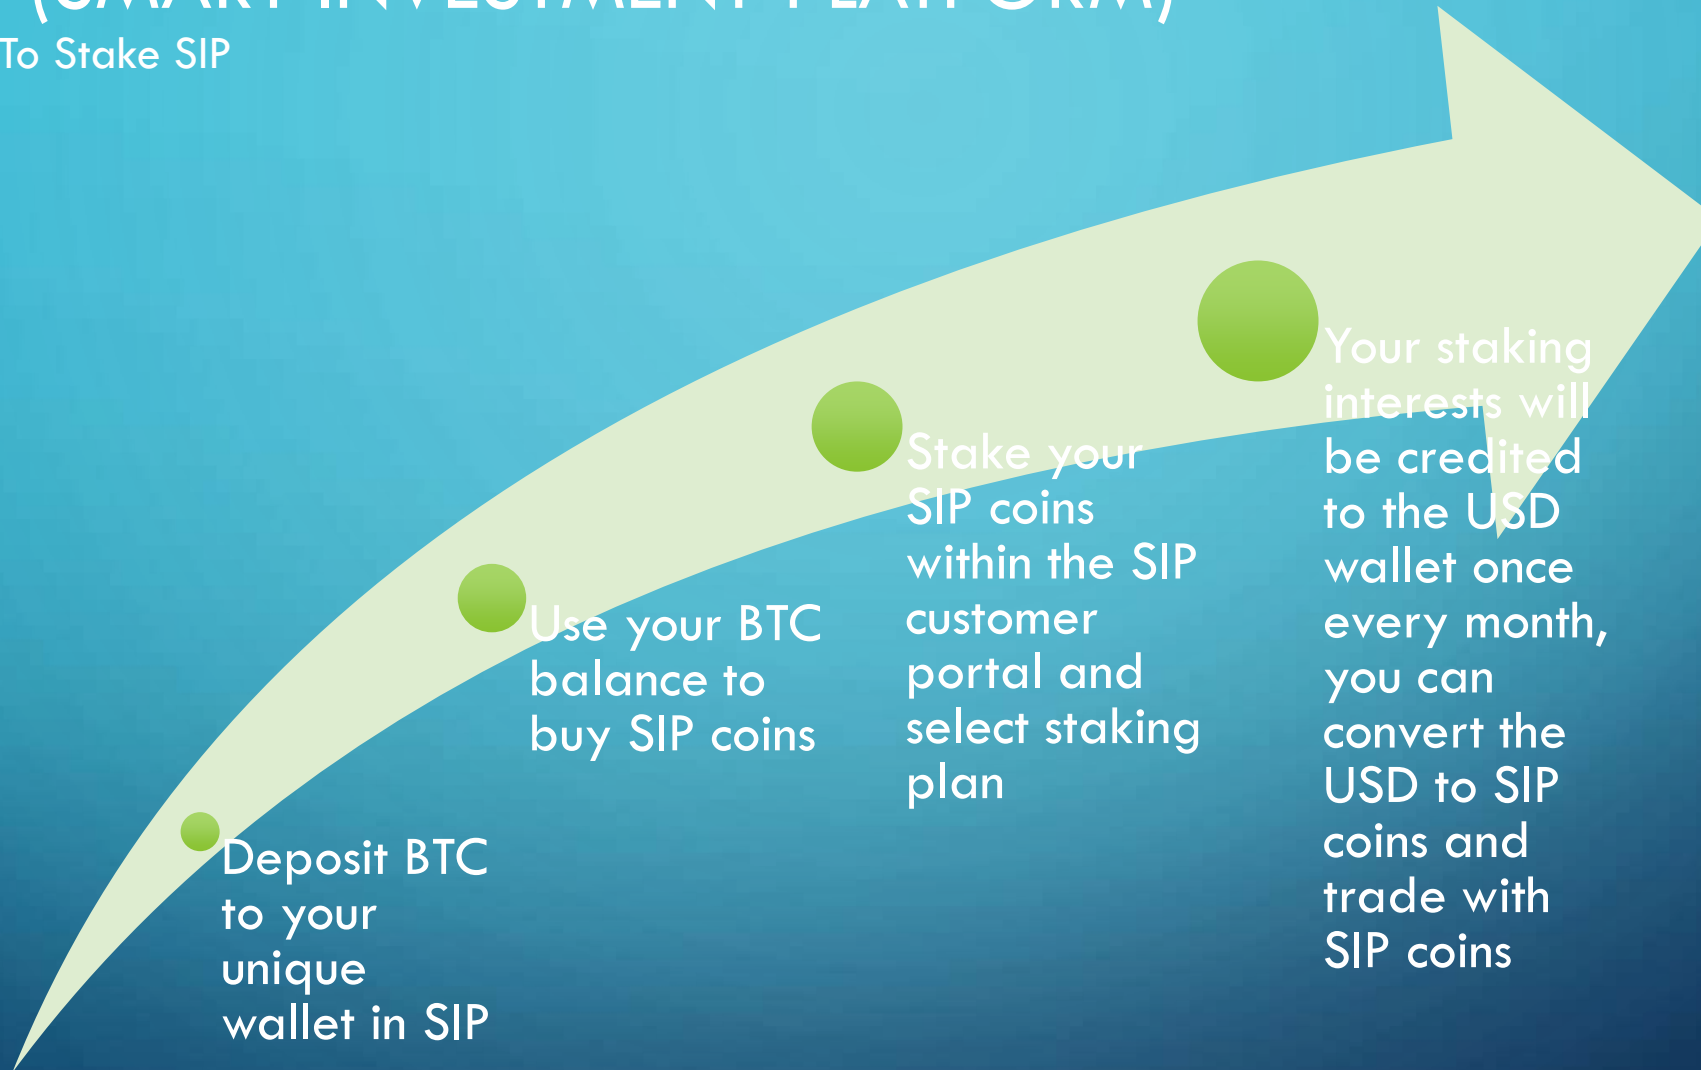 (SMART INVESTMENT PLATFORM)
To Stake SIP
Deposit BTC
to your
unique
wallet in SIP
Use your BTC
balance to
buy SIP coins
Stake your
SIP coins
within the SIP
customer
portal and
select staking
plan
Your staking
interests will
be credited
to the USD
wallet once
every month,
you can
convert the
USD to SIP
coins and
trade with
SIP coins